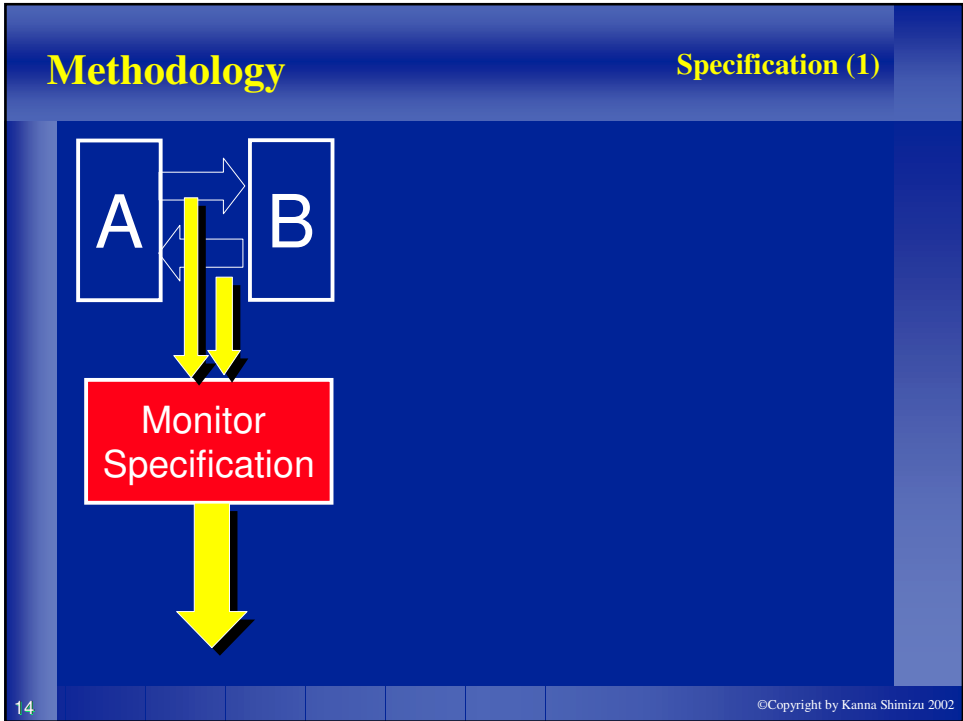 Methodology
Specification (1)
A
B
Monitor
Specification
14
©Copyright by Kanna Shimizu 2002